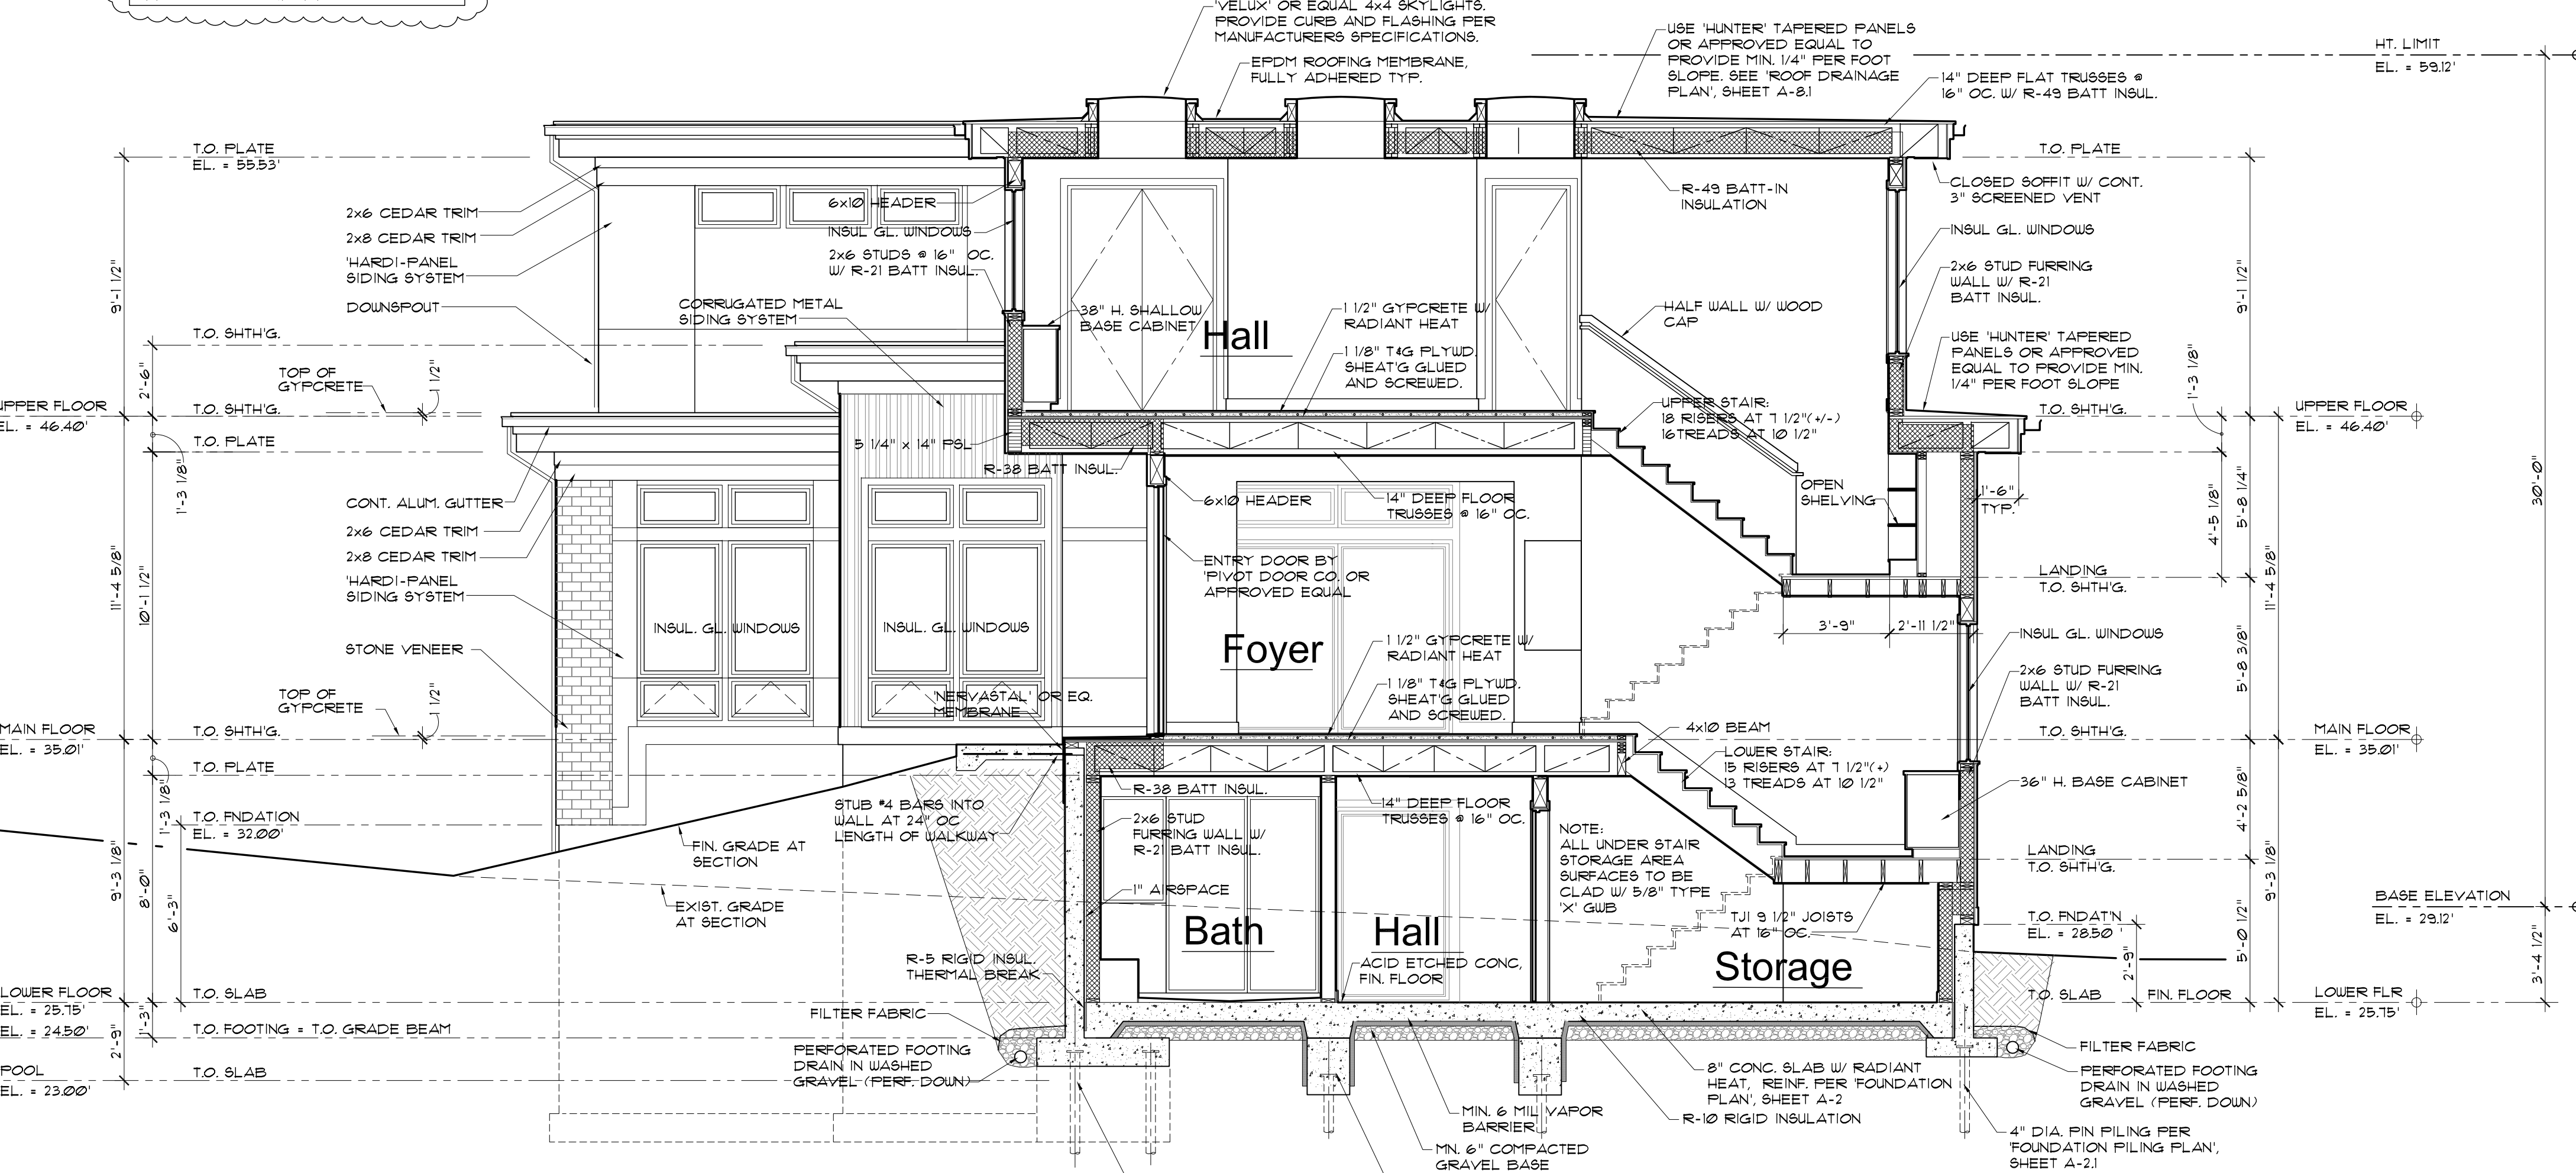 'VELUX' OR EQUAL 4x4 SKYLIGHTS.
PROVIDE CURB AND FLASHING PER
MANUFACTURERS SPECIFICATIONS.
EPDM ROOFING MEMBRANE,
FULLY ADHERED TYP.
USE 'HUNTER' TAPERED PANELS
OR APPROVED EQUAL TO
PROVIDE MIN. 1/4" PER FOOT
SLOPE. SEE 'ROOF DRAINAGE
PLAN', SHEET A-8.1
14" DEEP FLAT TRUSSES @
16" OC. W/ R-49 BATT INSUL.
HT. LIMIT
EL. = 59.12'
T.O. PLATE
EL. = 55.53'
2x6 CEDAR TRIM
2x8 CEDAR TRIM
'HARDI-PANEL
SIDING SYSTEM
DOWNSPOUT
9'-1 1/2"
T.O. SHTH'G.
2'-6"
TOP OF
GYPCRETE
1 1/2"
UPPER FLOOR
EL. = 46.40'
T.O. SHTH'G.
T.O. PLATE
1'-3 1/8"
CONT. ALUM. GUTTER
2x6 CEDAR TRIM
2x8 CEDAR TRIM
'HARDI-PANEL
SIDING SYSTEM
11'-4 5/8"
10'-1 1/2"
STONE VENEER
TOP OF
GYPCRETE
1 1/2"
MAIN FLOOR
EL. = 35.01'
T.O. SHTH'G.
T.O. PLATE
1'-3 1/8"
T.O. FNDATION
EL. = 32.00'
9'-3 1/8"
8'-0"
6'-3"
LOWER FLOOR
EL. = 25.75'
EL. = 24.50'
T.O. SLAB
1'-3"
2'-9"
T.O. FOOTING = T.O. GRADE BEAM
POOL
EL. = 23.00'
T.O. SLAB
6x10 HEADER
INSUL GL. WINDOWS
2x6 STUDS @ 16" OC.
W/ R-21 BATT INSUL.
CORRUGATED METAL
SIDING SYSTEM
38" H. SHALLOW
BASE CABINET
Hall
1 1/2" GYPCRETE W/
RADIANT HEAT
1 1/8" T&G PLYWD.
SHEAT'G GLUED
AND SCREWED.
R-49 BATT-IN
INSULATION
HALF WALL W/ WOOD
CAP
UPPER STAIR:
18 RISERS AT 7 1/2"(+/-)
16TREADS AT 10 1/2"
5 1/4" x 14" PSL
R-38 BATT INSUL.
6x10 HEADER
14" DEEP FLOOR
TRUSSES @ 16" OC.
OPEN
SHELVING
ENTRY DOOR BY
'PIVOT DOOR CO. OR
APPROVED EQUAL
INSUL. GL. WINDOWS
INSUL. GL. WINDOWS
Foyer
1 1/2" GYPCRETE W/
RADIANT HEAT
1 1/8" T&G PLYWD.
SHEAT'G GLUED
AND SCREWED.
3'-9"
2'-11 1/2"
'NERVASTAL' OR EQ.
MEMBRANE
4x10 BEAM
LOWER STAIR:
15 RISERS AT 7 1/2"(+)
13 TREADS AT 10 1/2"
STUB #4 BARS INTO
WALL AT 24" OC
LENGTH OF WALKWAY
R-38 BATT INSUL.
2x6 STUD
FURRING WALL W/
R-21 BATT INSUL.
14" DEEP FLOOR
TRUSSES @ 16" OC.
NOTE:
ALL UNDER STAIR
STORAGE AREA
SURFACES TO BE
CLAD W/ 5/8" TYPE
'X' GWB
FIN. GRADE AT
SECTION
EXIST. GRADE
AT SECTION
1" AIRSPACE
Bath
Hall
TJI 9 1/2" JOISTS
AT 16" OC.
Storage
R-5 RIGID INSUL.
THERMAL BREAK
ACID ETCHED CONC,
FIN. FLOOR
FILTER FABRIC
PERFORATED FOOTING
DRAIN IN WASHED
GRAVEL (PERF. DOWN)
MIN. 6 MIL VAPOR
BARRIER
MN. 6" COMPACTED
GRAVEL BASE
8" CONC. SLAB W/ RADIANT
HEAT, REINF. PER 'FOUNDATION
PLAN', SHEET A-2
R-10 RIGID INSULATION
T.O. PLATE
CLOSED SOFFIT W/ CONT.
3" SCREENED VENT
INSUL GL. WINDOWS
2x6 STUD FURRING
WALL W/ R-21
BATT INSUL.
USE 'HUNTER' TAPERED
PANELS OR APPROVED
EQUAL TO PROVIDE MIN.
1/4" PER FOOT SLOPE
9'-1 1/2"
1'-3 1/8"
T.O. SHTH'G.
UPPER FLOOR
EL. = 46.40'
30'-0"
1'-6"
TYP.
4'-5 1/8"
5'-8 1/4"
LANDING
T.O. SHTH'G.
11'-4 5/8"
INSUL GL. WINDOWS
2x6 STUD FURRING
WALL W/ R-21
BATT INSUL.
5'-8 3/8"
T.O. SHTH'G.
MAIN FLOOR
EL. = 35.01'
36" H. BASE CABINET
4'-2 5/8"
LANDING
T.O. SHTH'G.
9'-3 1/8"
BASE ELEVATION
EL. = 29.12'
T.O. FNDAT'N
EL. = 28.50'
2'-9"
5'-0 1/2"
3'-4 1/2"
T.O. SLAB
FIN. FLOOR
LOWER FLR
EL. = 25.75'
FILTER FABRIC
PERFORATED FOOTING
DRAIN IN WASHED
GRAVEL (PERF. DOWN)
4" DIA. PIN PILING PER
'FOUNDATION PILING PLAN',
SHEET A-2.1